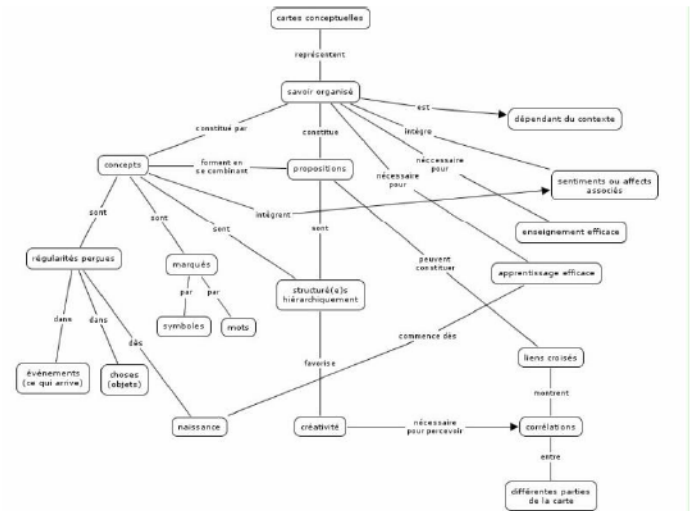 cartes conceptuelles
représentent
savoir organisé
est
dépendant du contexte
constitué par
constitue
intègre
concepts
forment en
se combinant
propositions
nécessaire
pour
néccessaire
pour
sentiments ou affects
associés
sont
sont
sont
intègrent
sont
enseignement efficace
régularités perçues
marqués
peuvent
constituer
apprentissage efficace
par
par
structuré(e)s
hiérarchiquement
dans
dans
dès
symboles
mots
commence dès
événements
(ce qui arrive)
choses
(objets)
favorise
liens croisés
montrent
naissance
créativité
nécessaire
pour percevoir
corrélations
entre
différentes parties
de la carte